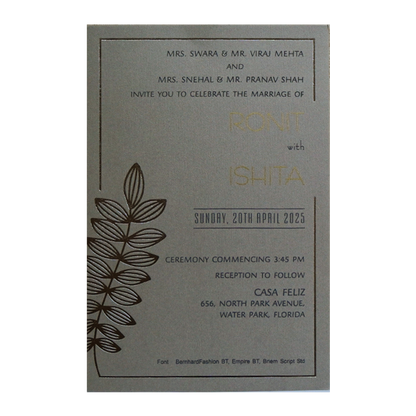 MRS. SWARA & MR. VIRAJ MEHTA
AND
MRS. SNEHAL & MR. PRANAV SHAH
INVITE YOU TO CELEBRATE THE MARRIAGE OF
RONIT
with
ISHITA
SUNDAY, 20TH APRIL 2025
CEREMONY COMMENCING 3:45 PM
RECEPTION TO FOLLOW
CASA FELIZ
656, NORTH PARK AVENUE,
WATER PARK, FLORIDA
Font: BernhardFashion BT, Empire BT, Briem Script Std